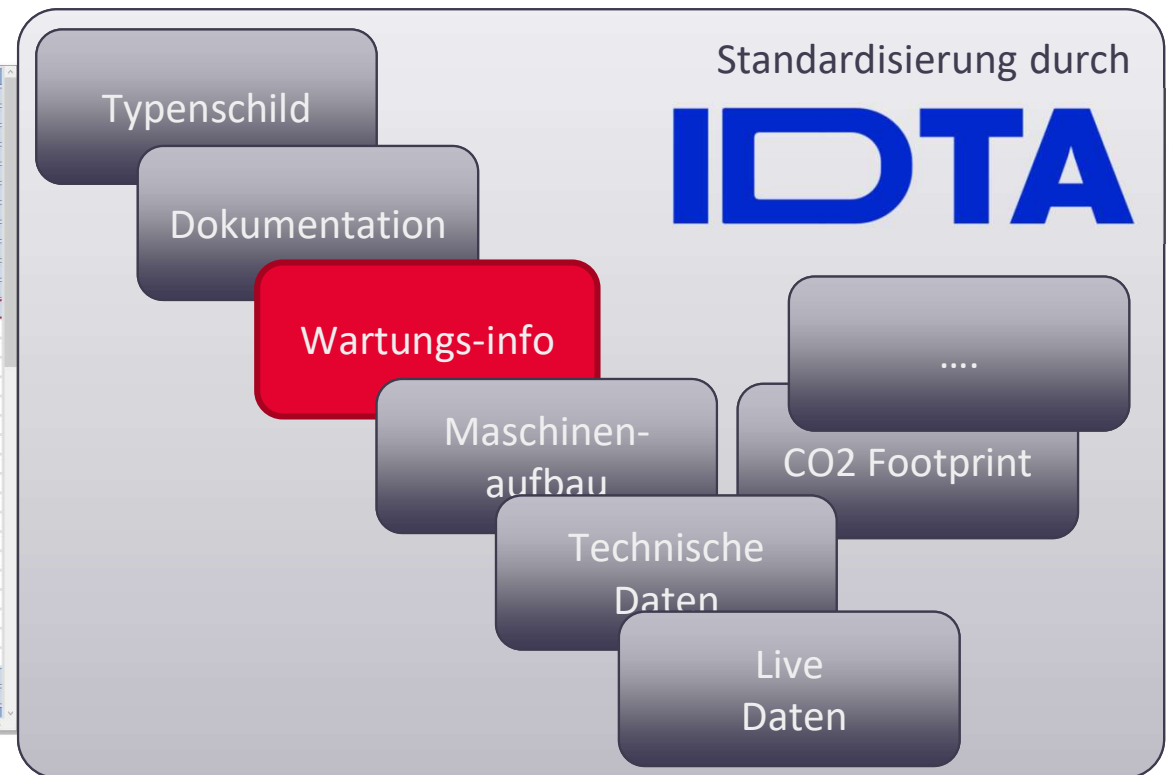 Standardisierung durch
IDTA
Typenschild
Dokumentation
Wartungs-info
Maschinen-
aufbau
Technische
Daten
Live
Daten
....
CO2 Footprint